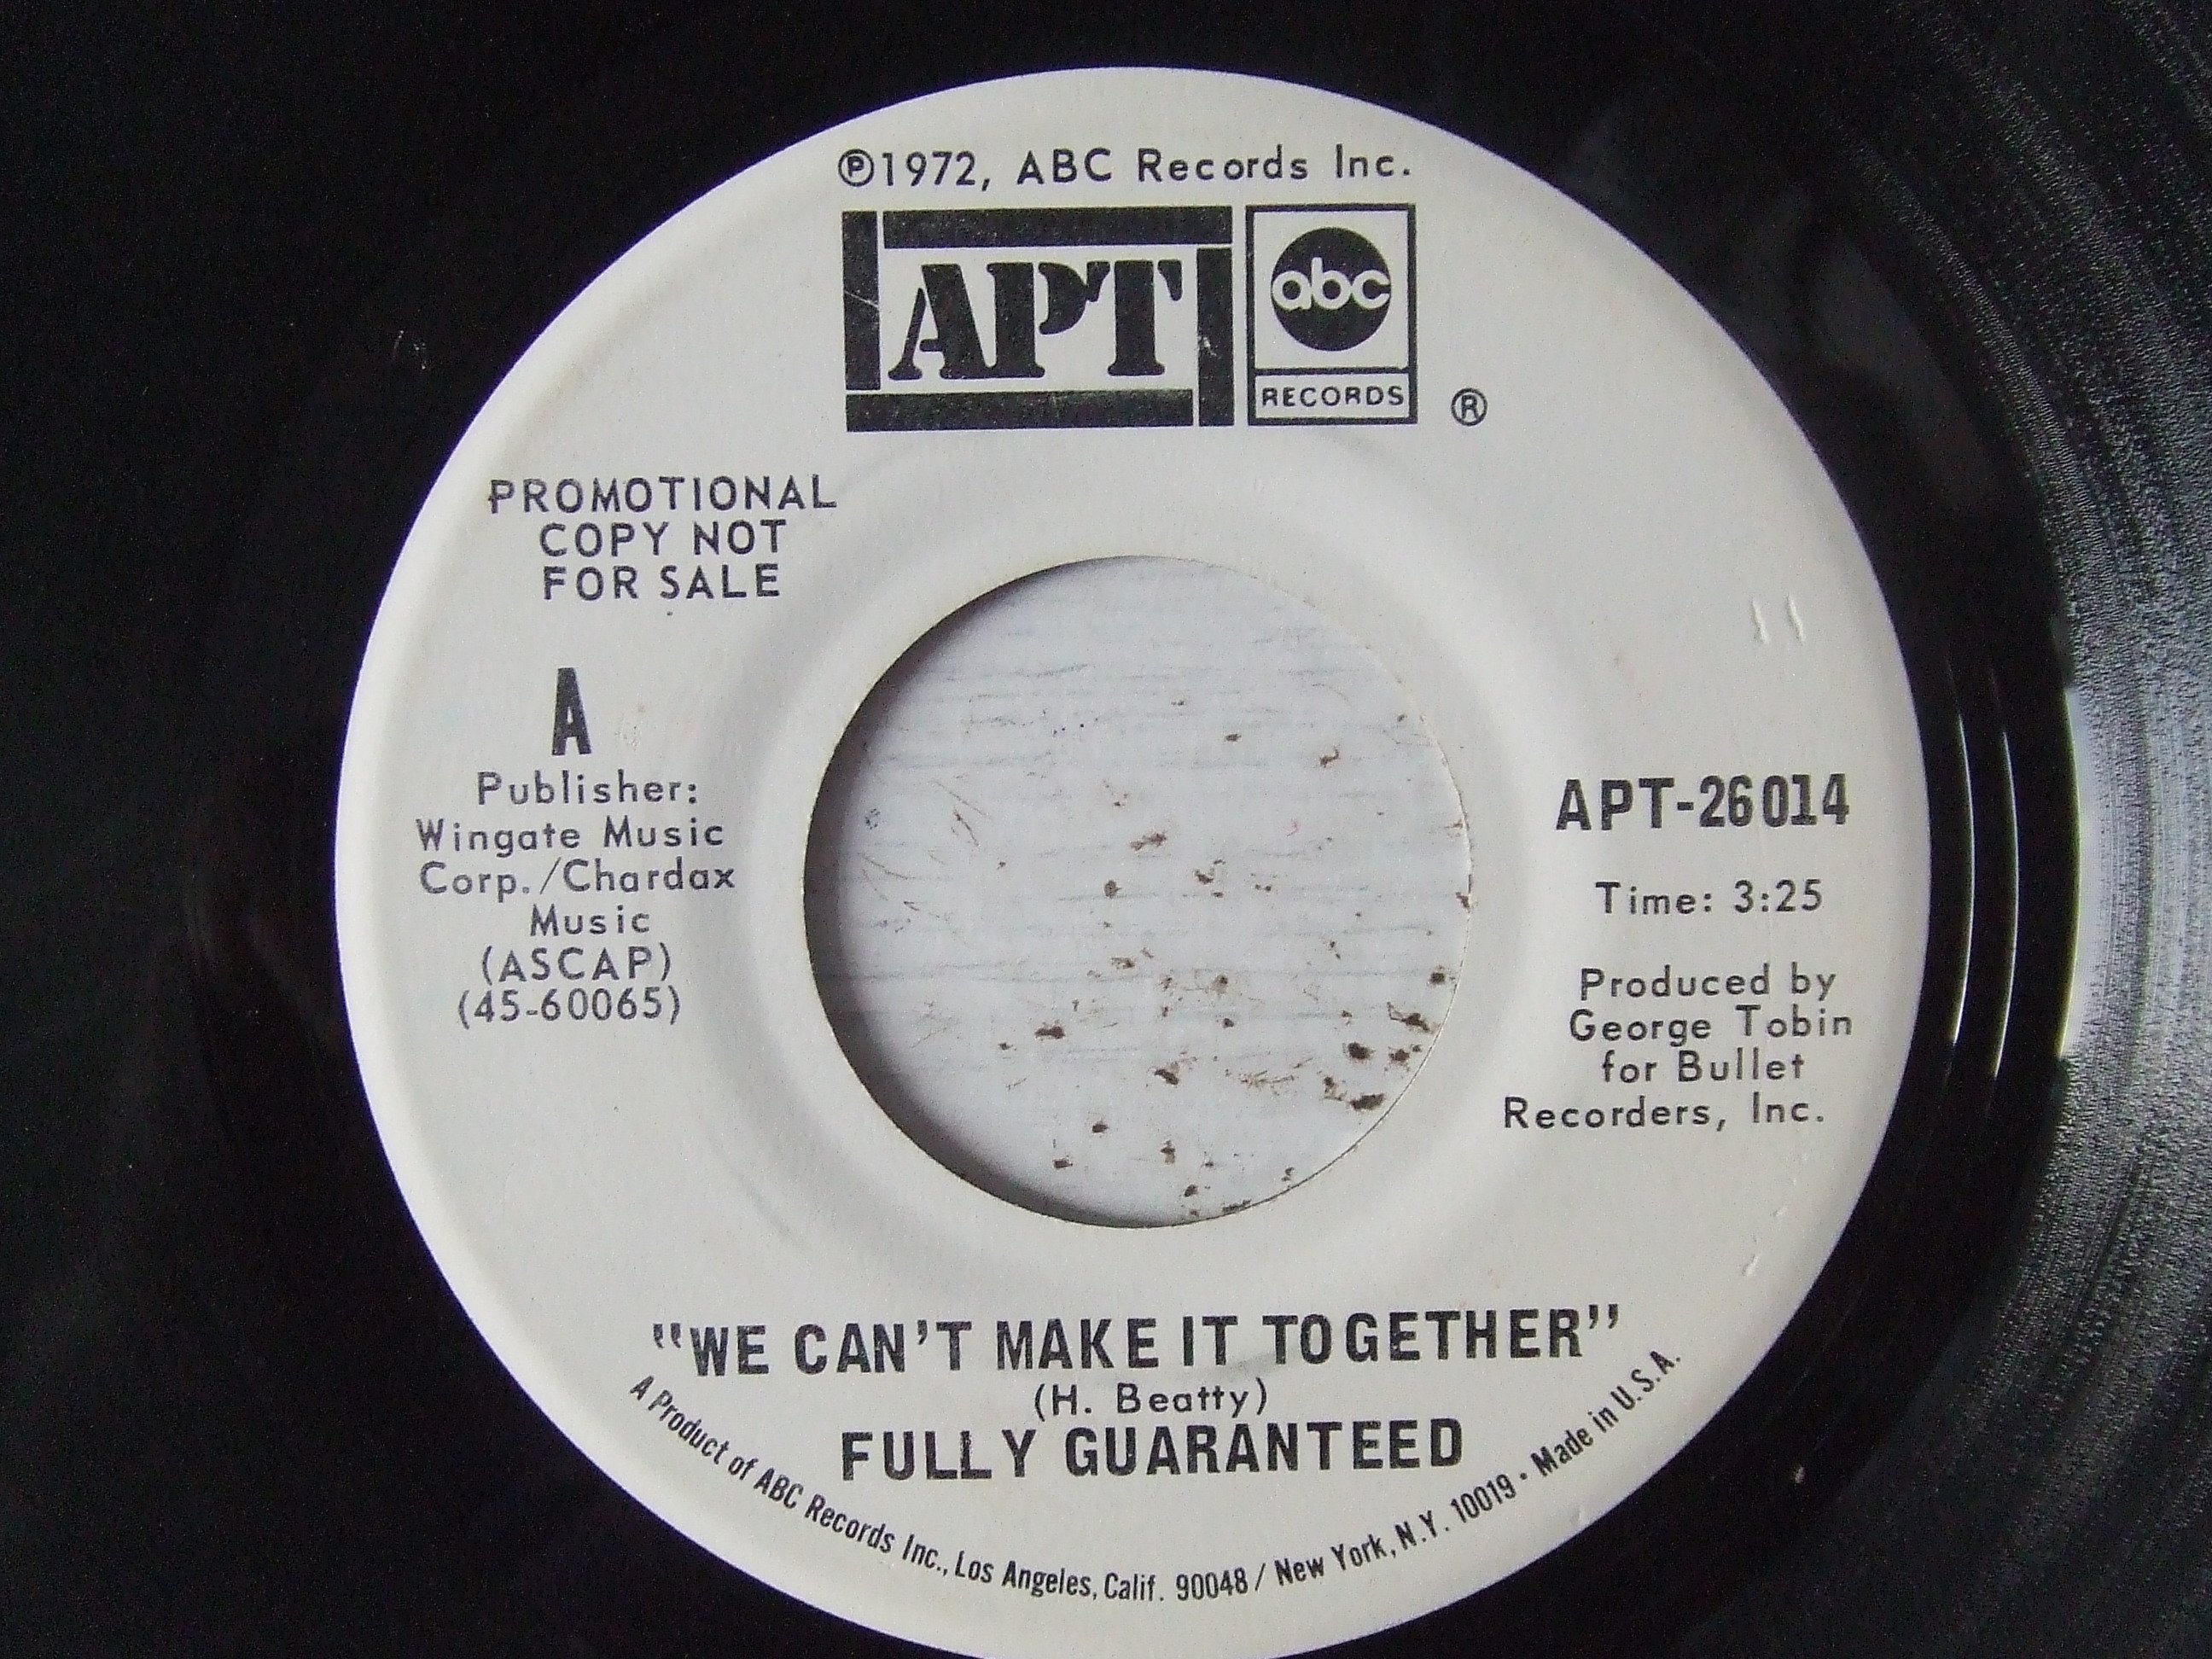 Ⓟ1972, ABC Records Inc.
APT abc
RECORDS ®
PROMOTIONAL
COPY NOT
FOR SALE
A
Publisher:
Wingate Music
Corp./Chardax
Music
(ASCAP)
(45-60065)
APT-26014
Time: 3:25
Produced by
George Tobin
for Bullet
Recorders, Inc.
"WE CAN'T MAKE IT TOGETHER"
(H. Beatty)
FULLY GUARANTEED
A Product of ABC Records Inc., Los Angeles, Calif. 90048 / New York, N.Y. 10019 • Made in U.S.A.